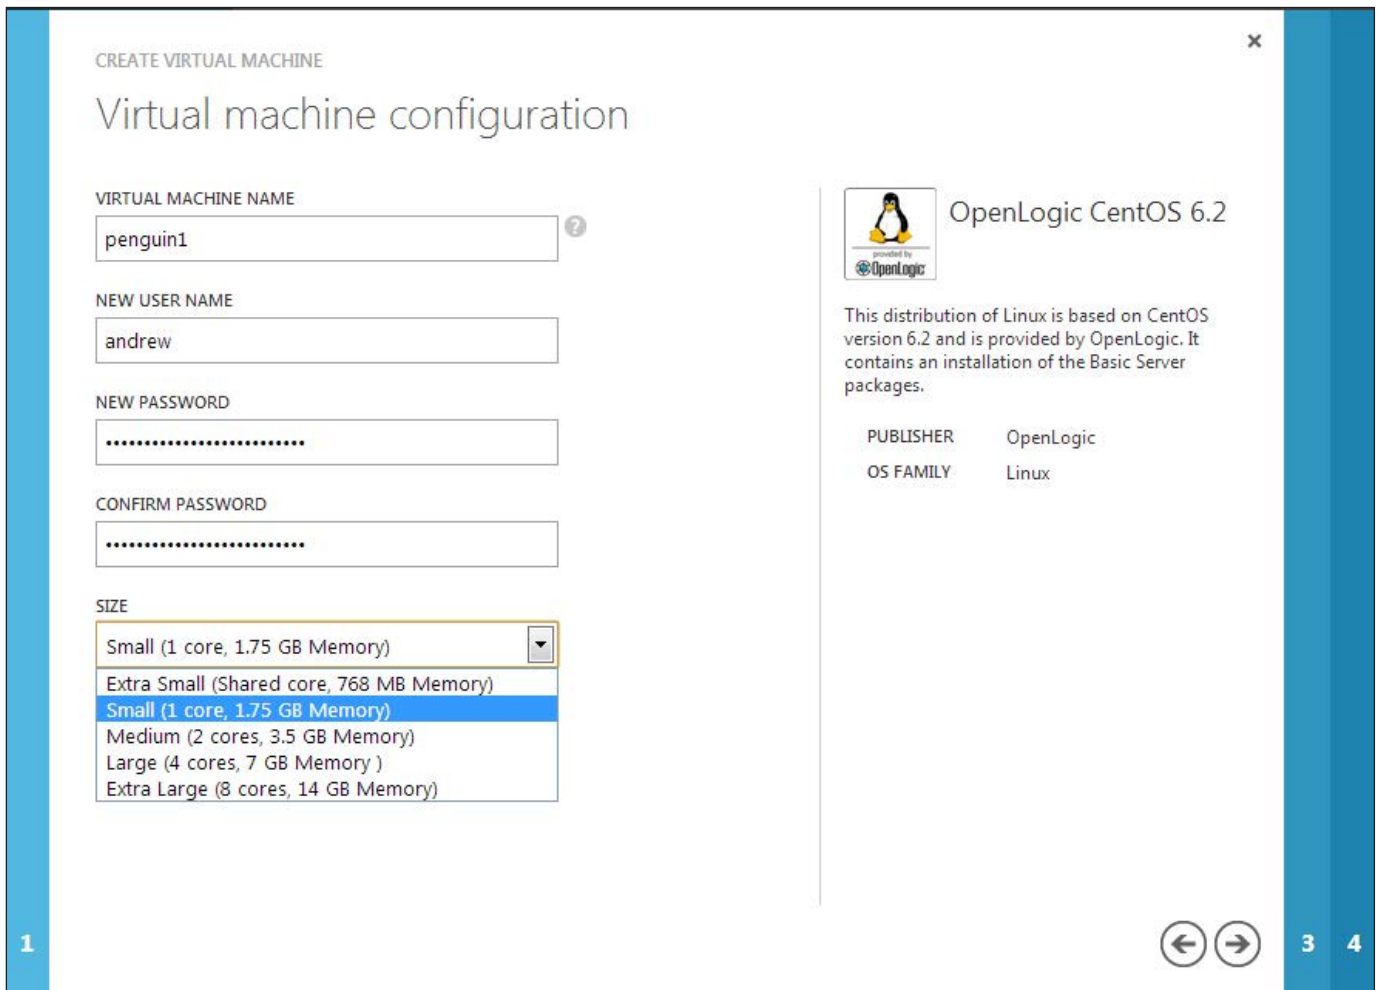 CREATE VIRTUAL MACHINE
Virtual machine configuration
VIRTUAL MACHINE NAME
penguin1
?
NEW USER NAME
andrew
NEW PASSWORD
••••••••••••••••••••••••••
CONFIRM PASSWORD
••••••••••••••••••••••••••
SIZE
Small (1 core, 1.75 GB Memory)
Extra Small (Shared core, 768 MB Memory)
Small (1 core, 1.75 GB Memory)
Medium (2 cores, 3.5 GB Memory)
Large (4 cores, 7 GB Memory )
Extra Large (8 cores, 14 GB Memory)
provided by
OpenLogic
OpenLogic CentOS 6.2
This distribution of Linux is based on CentOS
version 6.2 and is provided by OpenLogic. It
contains an installation of the Basic Server
packages.
PUBLISHER OpenLogic
OS FAMILY Linux
1
3
4